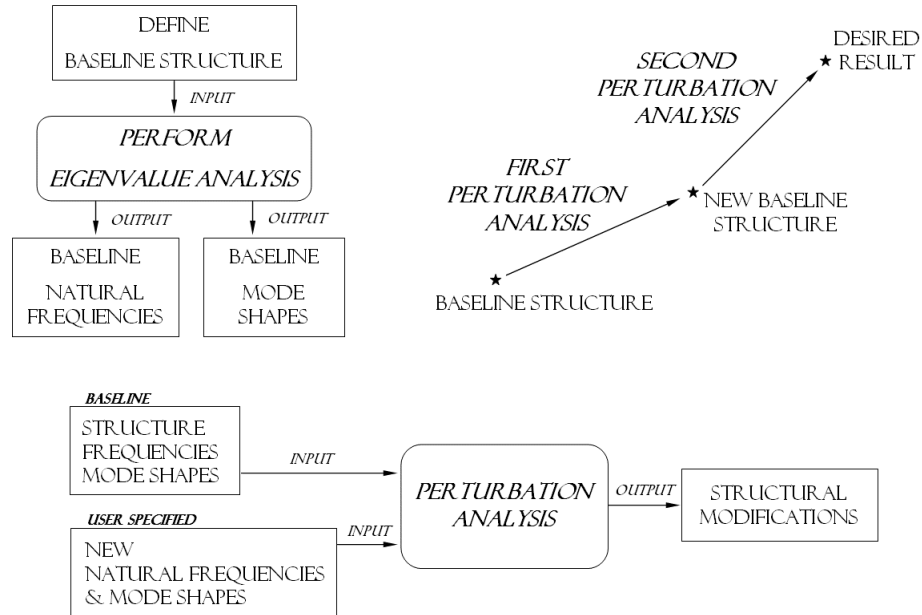 DEFINE
BASELINE STRUCTURE
INPUT
PERFORM
EIGENVALUE ANALYSIS
OUTPUT
OUTPUT
BASELINE
NATURAL
FREQUENCIES
BASELINE
MODE
SHAPES
DESIRED
RESULT
SECOND
PERTURBATION
ANALYSIS
FIRST
PERTURBATION
ANALYSIS
NEW BASELINE
STRUCTURE
BASELINE STRUCTURE
BASELINE
STRUCTURE
FREQUENCIES
MODE SHAPES
INPUT
USER SPECIFIED
NEW
NATURAL FREQUENCIES
& MODE SHAPES
INPUT
PERTURBATION
ANALYSIS
OUTPUT
STRUCTURAL
MODIFICATIONS